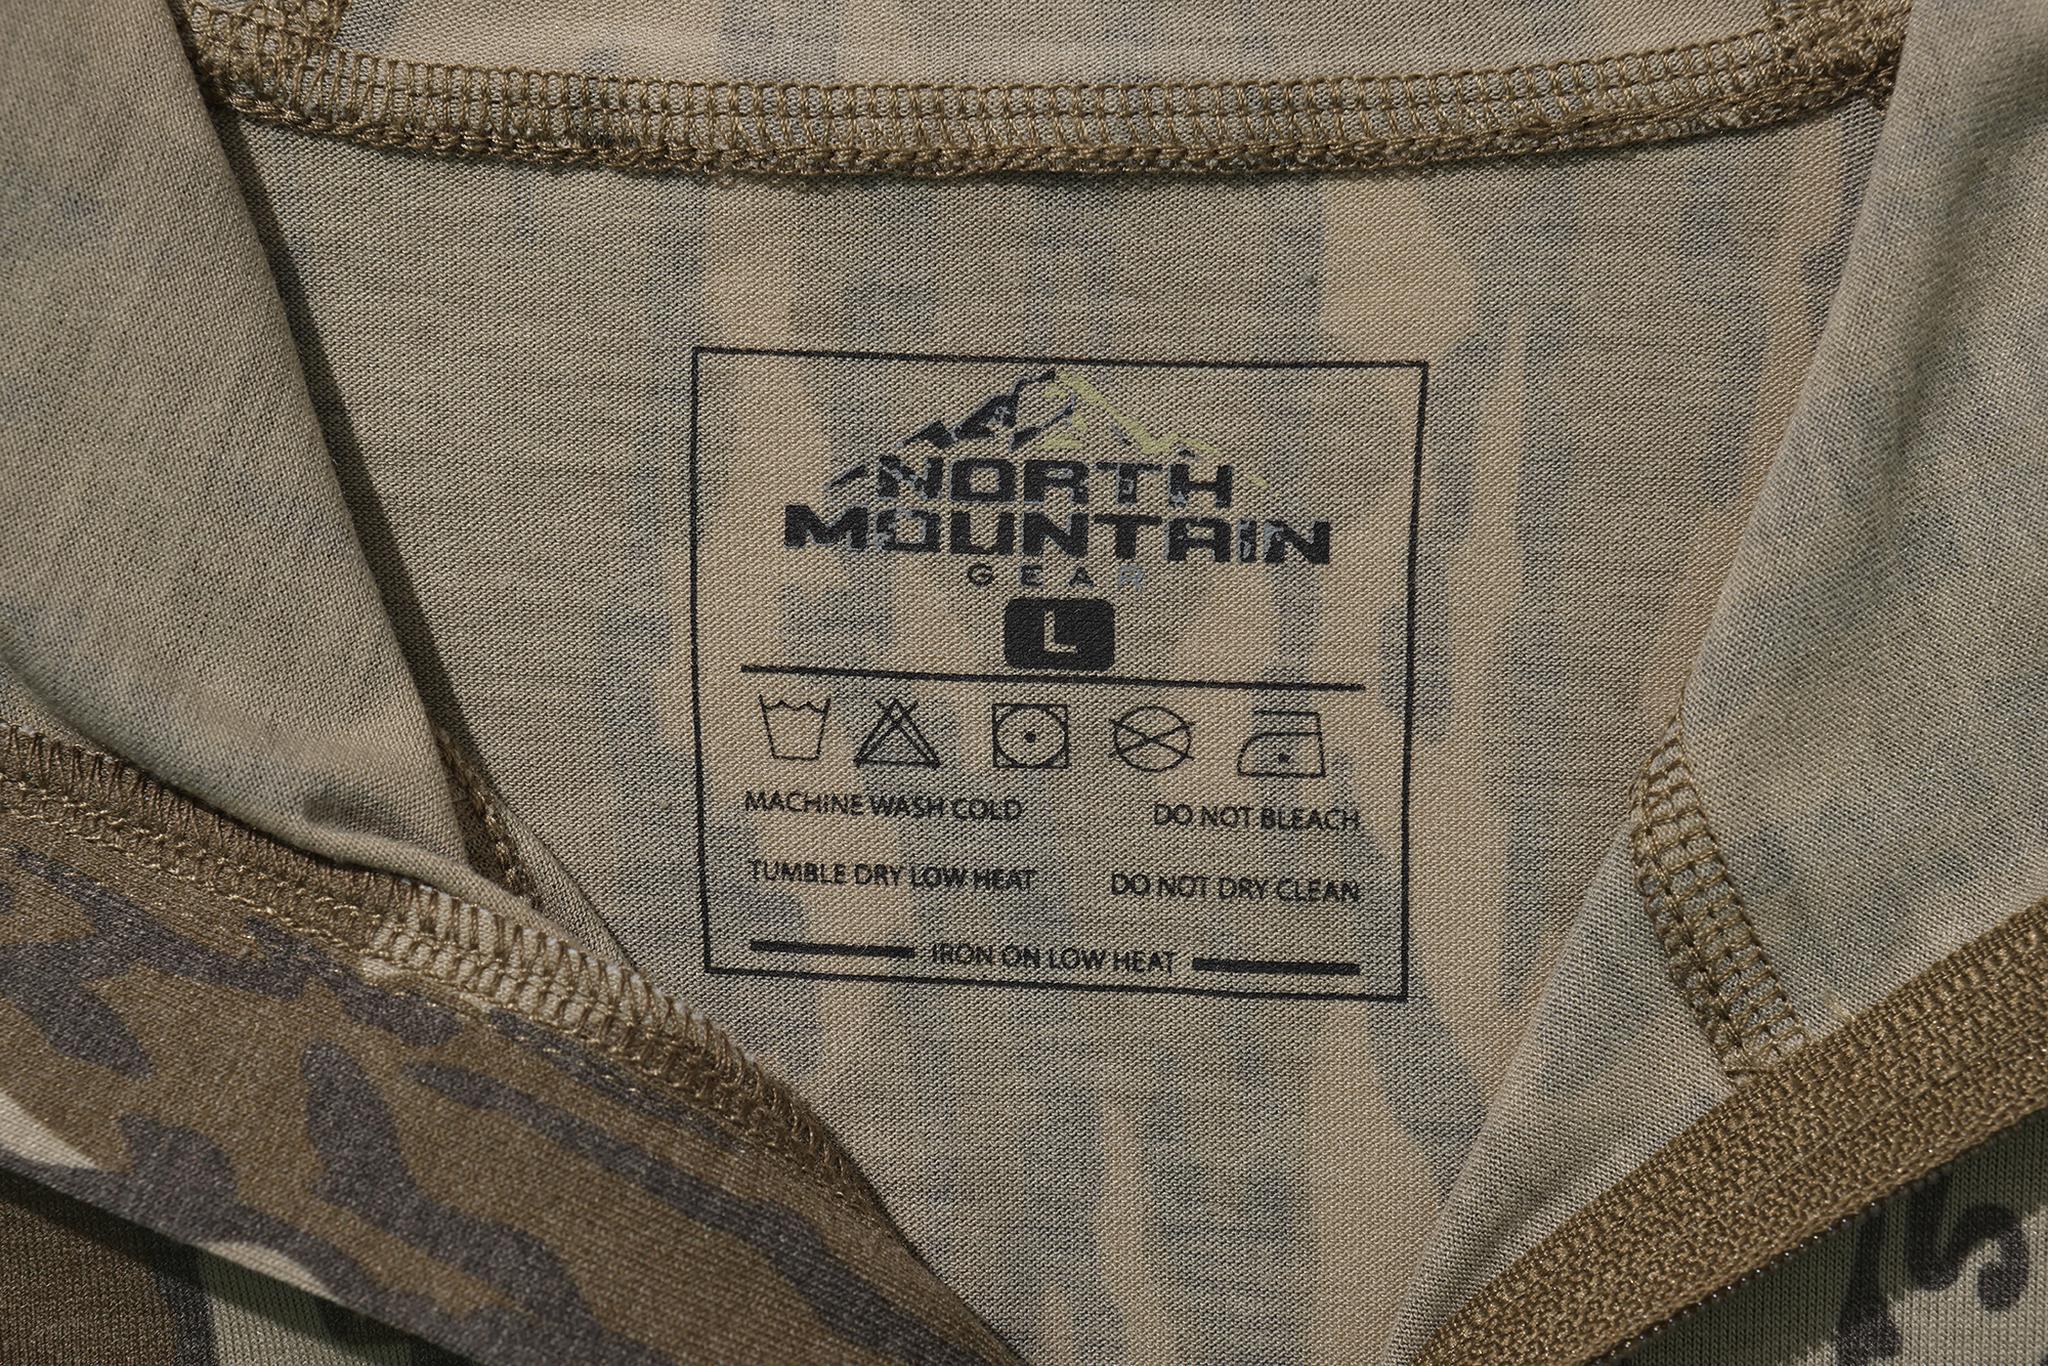 NORTH
MOUNTAIN
GEAR
L
MACHINE WASH COLD DO NOT BLEACH
TUMBLE DRY LOW HEAT DO NOT DRY CLEAN
IRON ON LOW HEAT